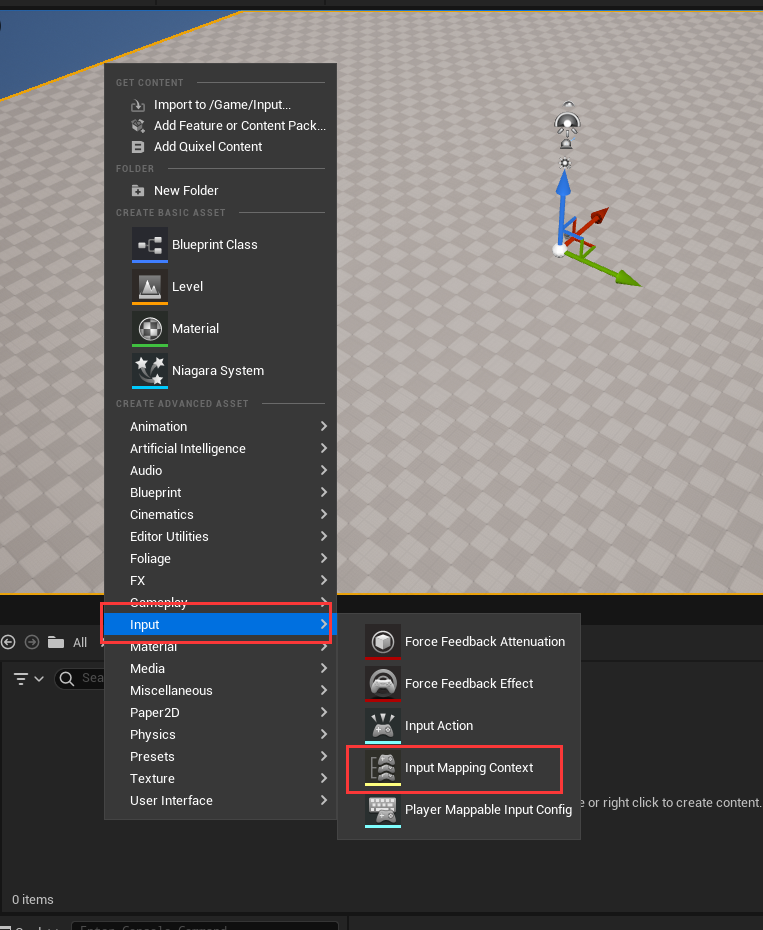 GET CONTENT
Import to /Game/Input...
Add Feature or Content Pack...
Add Quixel Content
FOLDER
New Folder
CREATE BASIC ASSET
Blueprint Class
Level
Material
Niagara System
CREATE ADVANCED ASSET
Animation
Artificial Intelligence
Audio
Blueprint
Cinematics
Editor Utilities
Foliage
FX
Gameplay
Input
Material
Media
Miscellaneous
Paper2D
Physics
Presets
Texture
User Interface
Force Feedback Attenuation
Force Feedback Effect
Input Action
Input Mapping Context
Player Mappable Input Config
All
Sea
e or right click to create content.
0 items
Enter Console Command